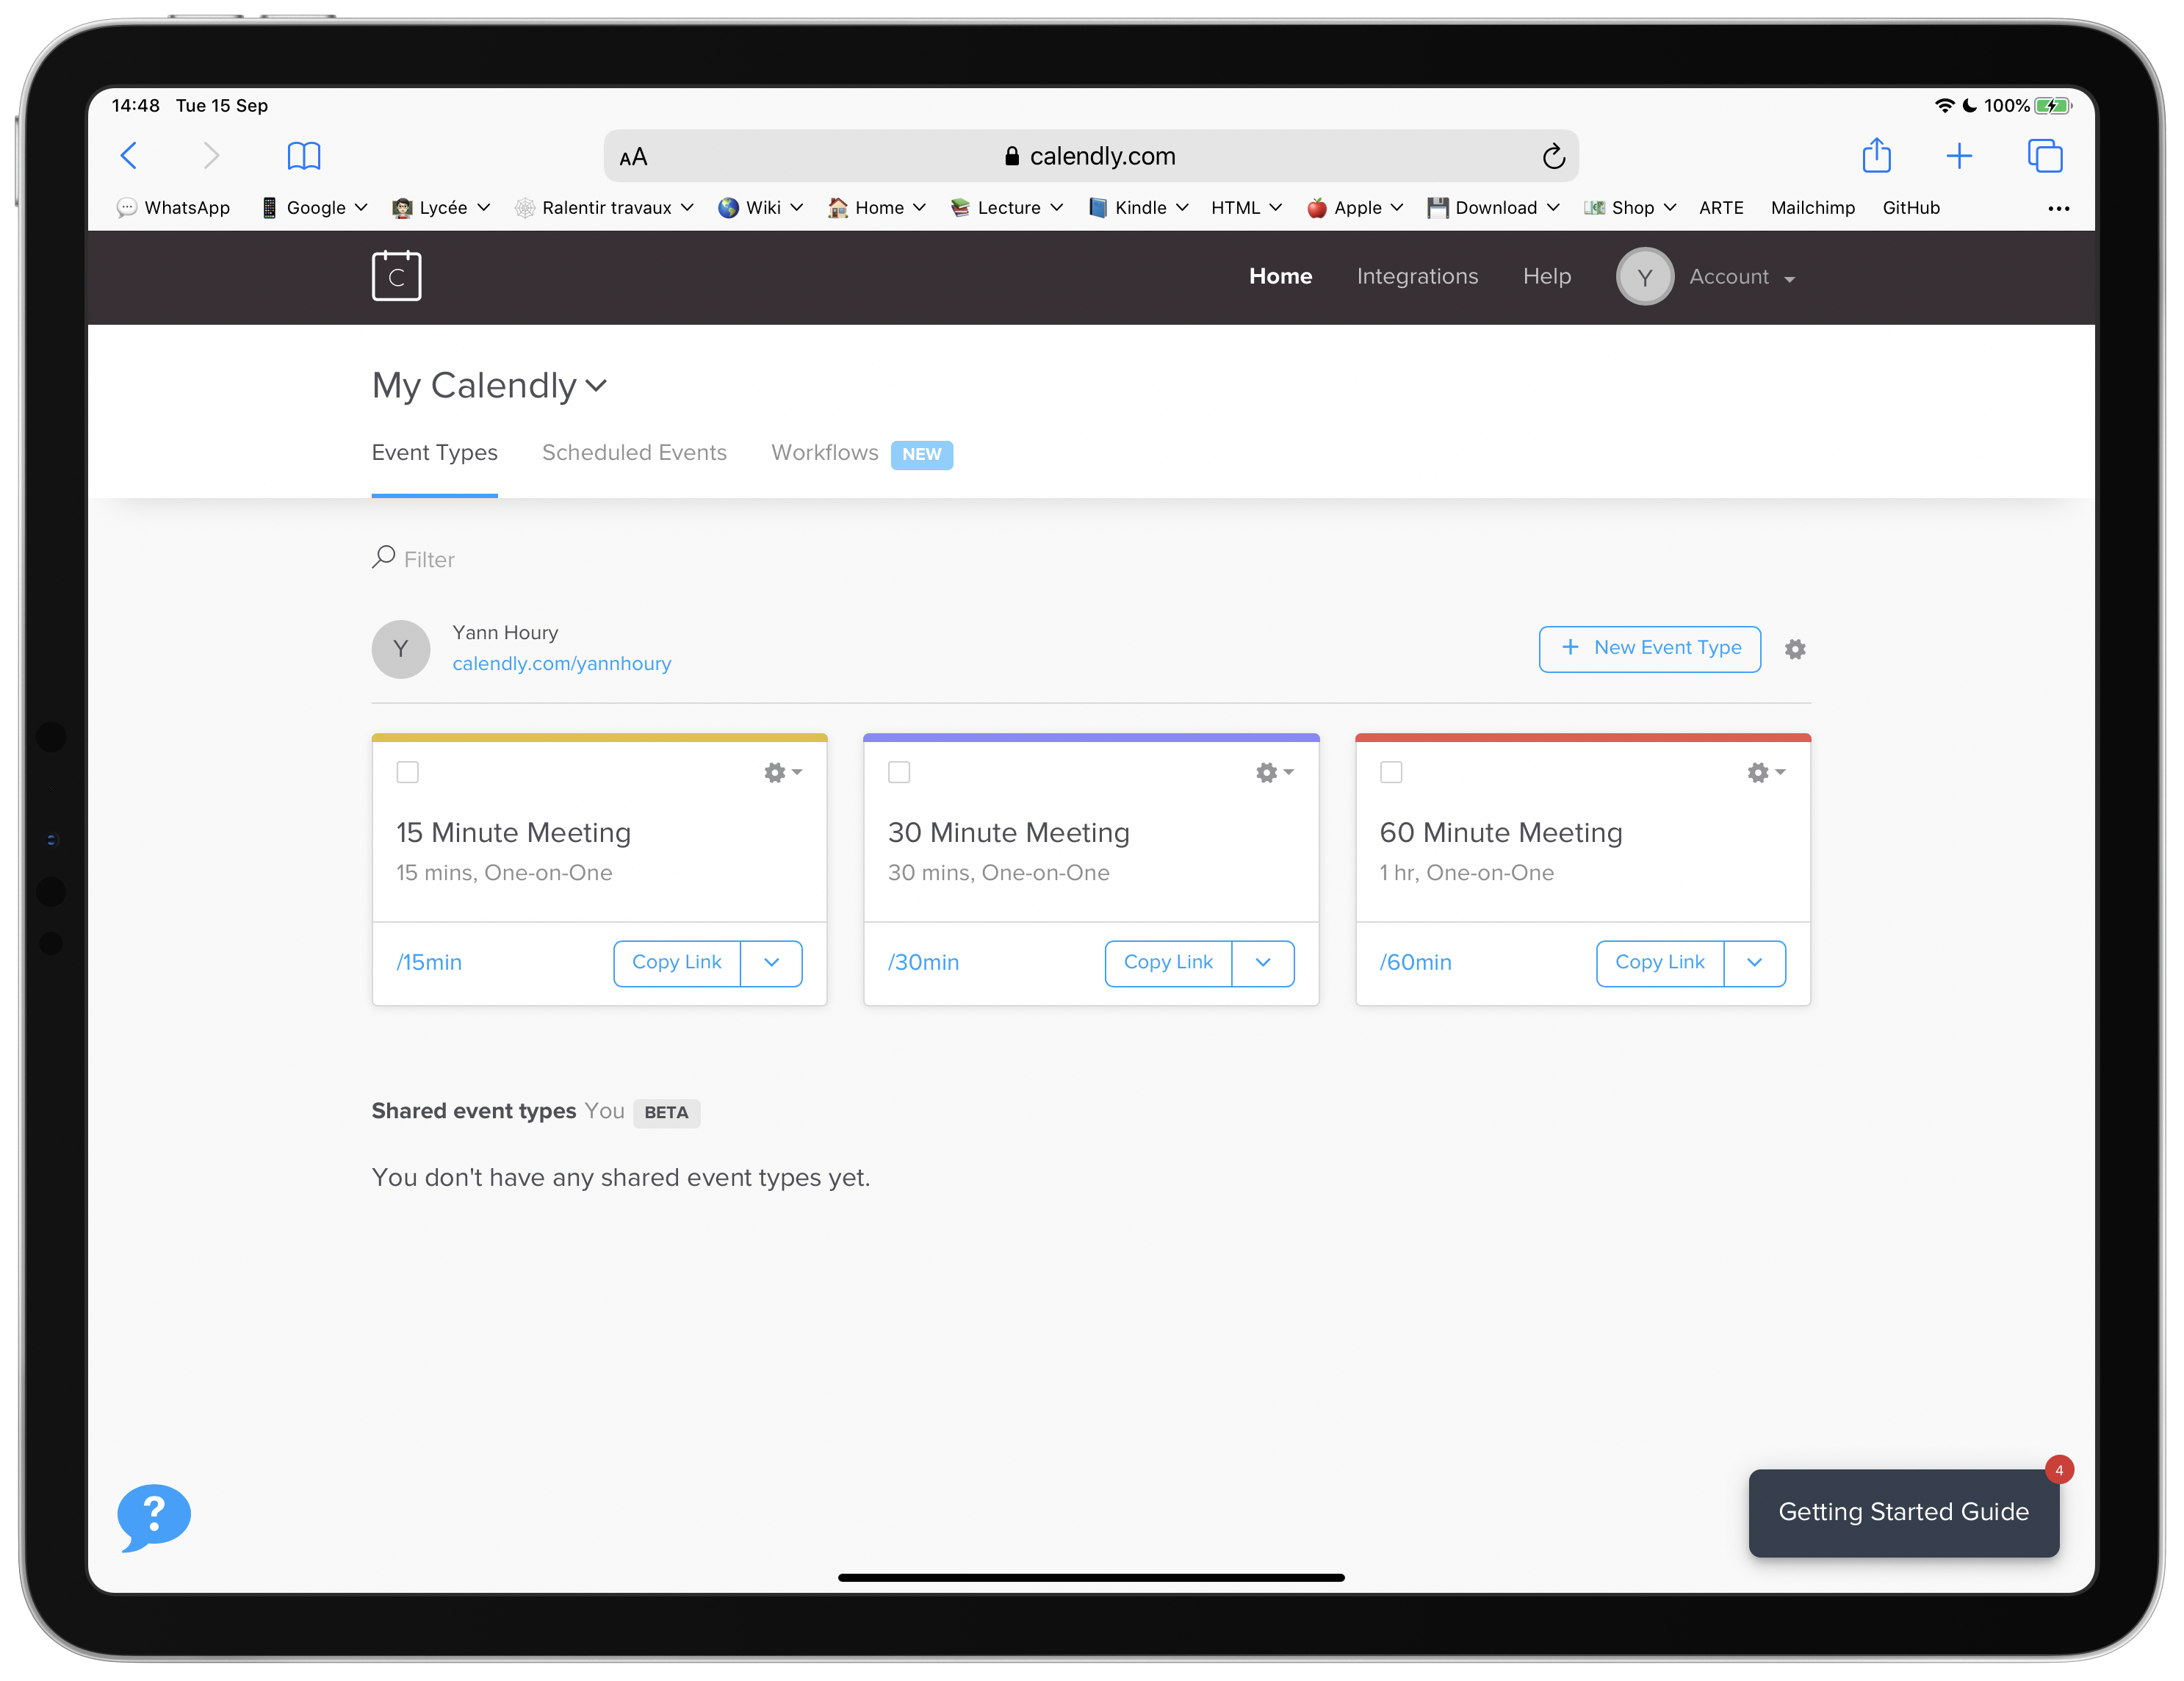 14:48 Tue 15 Sep 100%
AA calendly.com
WhatsApp Google Lycée Ralentir travaux Wiki Home Lecture Kindle HTML Apple Download Shop ARTE Mailchimp GitHub
C Home Integrations Help Y Account
My Calendly
Event Types Scheduled Events Workflows NEW
Filter
Y Yann Houry
calendly.com/yannhoury
+ New Event Type
15 Minute Meeting
15 mins, One-on-One
/15min Copy Link
30 Minute Meeting
30 mins, One-on-One
/30min Copy Link
60 Minute Meeting
1 hr, One-on-One
/60min Copy Link
Shared event types You BETA
You don't have any shared event types yet.
?
4
Getting Started Guide